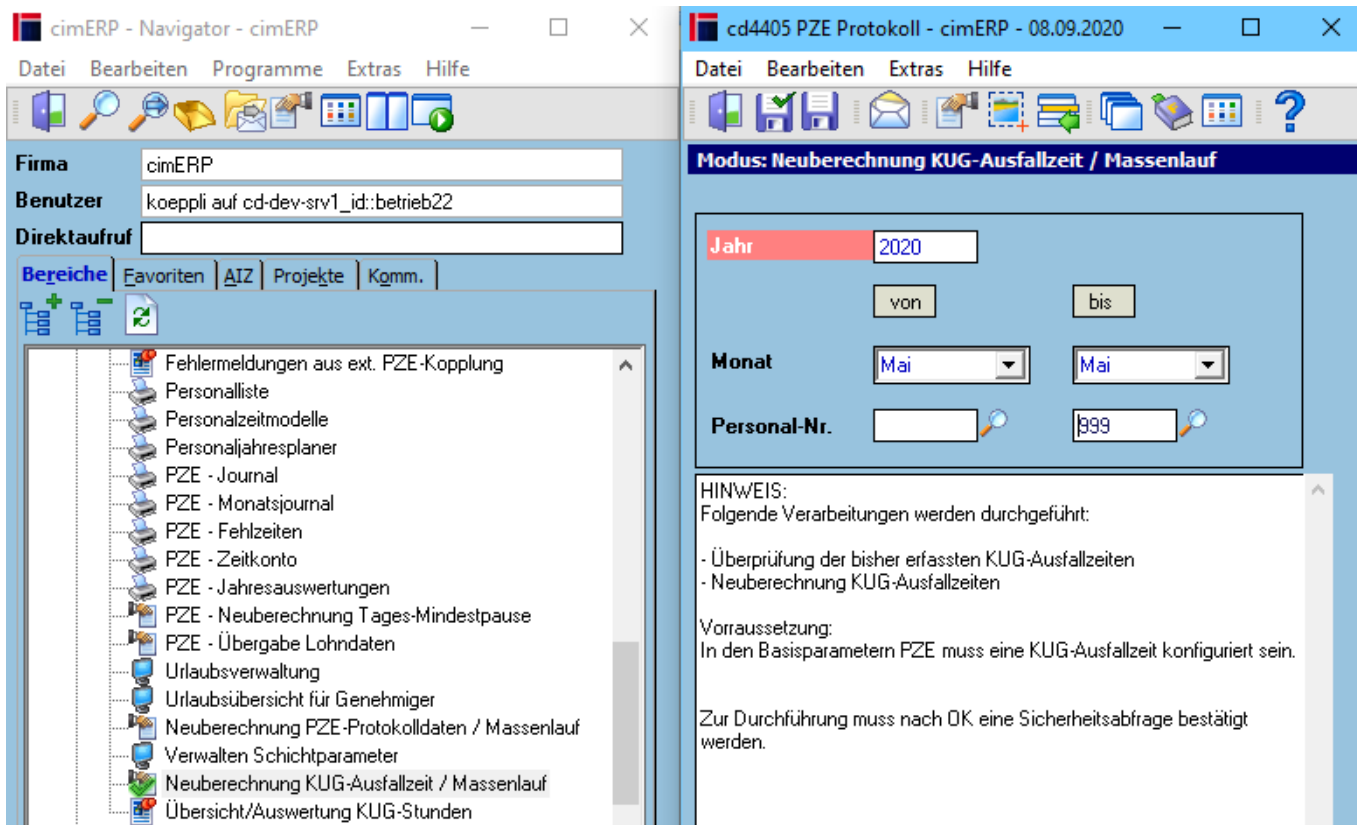 cimERP - Navigator - cimERP
Datei Bearbeiten Programme Extras Hilfe
Firma cimERP
Benutzer koeppli auf cd-dev-srv1_id::betrieb22
Direktaufruf
Bereiche Favoriten AIZ Projekte Komm.
Fehlermeldungen aus ext. PZE-Kopplung
Personalliste
Personalzeitmodelle
Personaljahresplaner
PZE - Journal
PZE - Monatsjournal
PZE - Fehlzeiten
PZE - Zeitkonto
PZE - Jahresauswertungen
PZE - Neuberechnung Tages-Mindestpause
PZE - Übergabe Lohndaten
Urlaubsverwaltung
Urlaubsübersicht für Genehmiger
Neuberechnung PZE-Protokolldaten / Massenlauf
Verwalten Schichtparameter
Neuberechnung KUG-Ausfallzeit / Massenlauf
Übersicht/Auswertung KUG-Stunden
cd4405 PZE Protokoll - cimERP - 08.09.2020
Datei Bearbeiten Extras Hilfe
Modus: Neuberechnung KUG-Ausfallzeit / Massenlauf
Jahr 2020
von bis
Monat Mai Mai
Personal-Nr. 999
HINWEIS:
Folgende Verarbeitungen werden durchgeführt:
- Überprüfung der bisher erfassten KUG-Ausfallzeiten
- Neuberechnung KUG-Ausfallzeiten
Vorraussetzung:
In den Basisparametern PZE muss eine KUG-Ausfallzeit konfiguriert sein.
Zur Durchführung muss nach OK eine Sicherheitsabfrage bestätigt
werden.